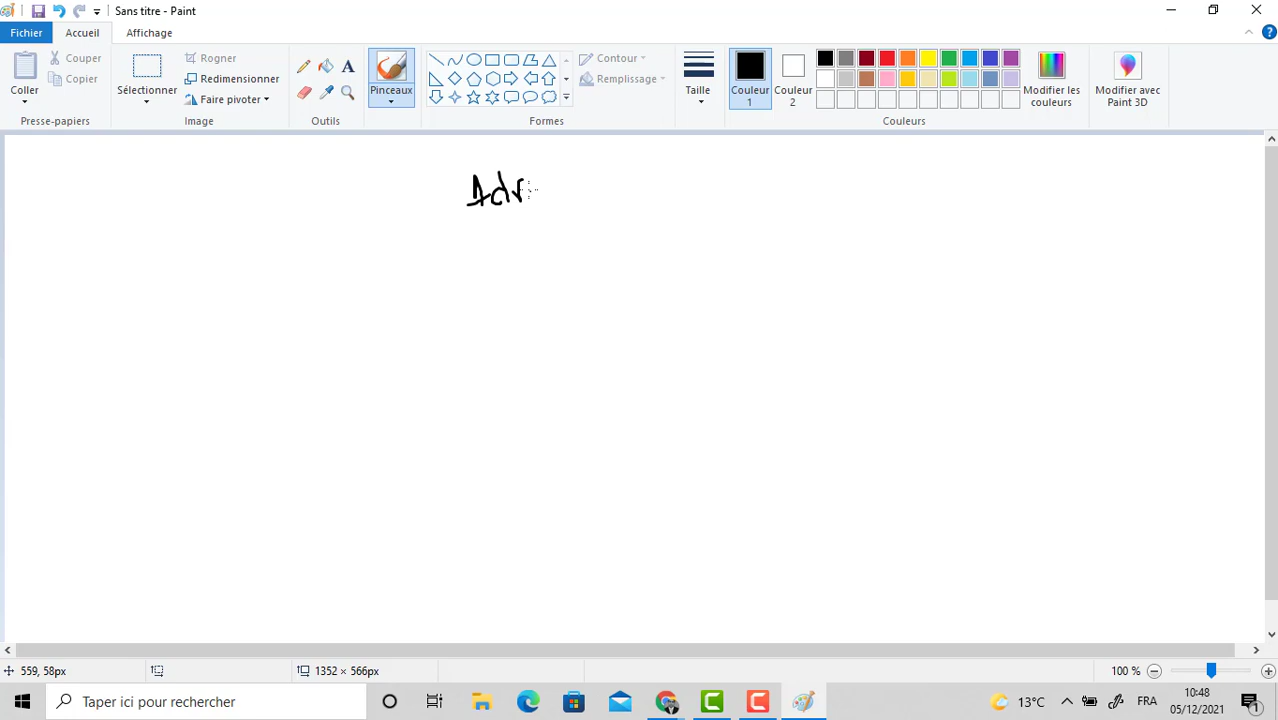 Sans titre - Paint
Fichier Accueil Affichage
Coller
Couper
Copier
Presse-papiers
Sélectionner
Rogner
Redimensionner
Faire pivoter
Image
A
Outils
Pinceaux
Contour
Remplissage
Formes
Taille
Couleur 1
Couleur 2
Modifier les couleurs
Couleurs
Modifier avec Paint 3D
Adr
559, 58px 1352 × 566px 100 %
Taper ici pour rechercher 13°C FRA 10:48
05/12/2021 1